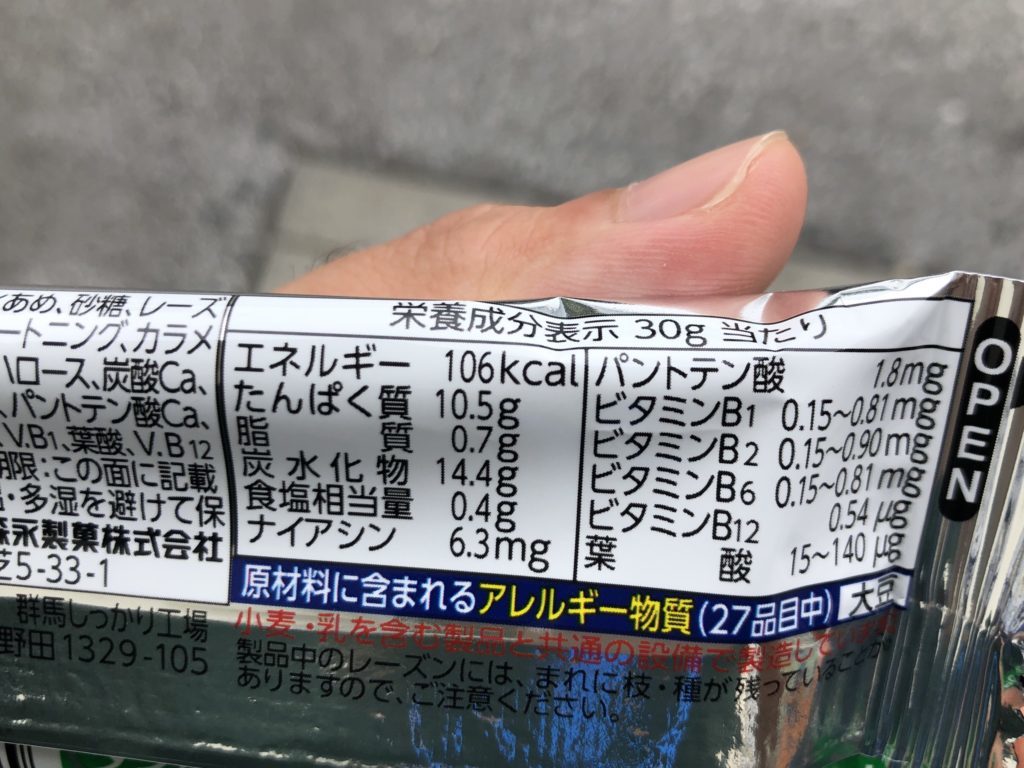 くあめ、砂糖、レーズ
ートニング、カラメ
ハロース、炭酸Ca、
、パントテン酸Ca、
、V.B1、葉酸、V.B12
期限:この面に記載
・多湿を避けて保
森永製菓株式会社
芝5-33-1
群馬しっかり工場
野田1329-105
栄養成分表示 30g 当たり
エネルギー 106kcal
たんぱく質 10.5g
脂質 0.7g
炭水化物 14.4g
食塩相当量 0.4g
ナイアシン 6.3mg
パントテン酸 1.8mg
ビタミンB1 0.15~0.81mg
ビタミンB2 0.15~0.90mg
ビタミンB6 0.15~0.81mg
ビタミンB12 0.54μg
葉酸 15~140μg
原材料に含まれるアレルギー物質(27品目中) 大豆
小麦・乳を含む製品と共通の設備で製造してい
製品中のレーズンには、まれに枝・種が残っていることが
ありますので、ご注意ください。
OPEN